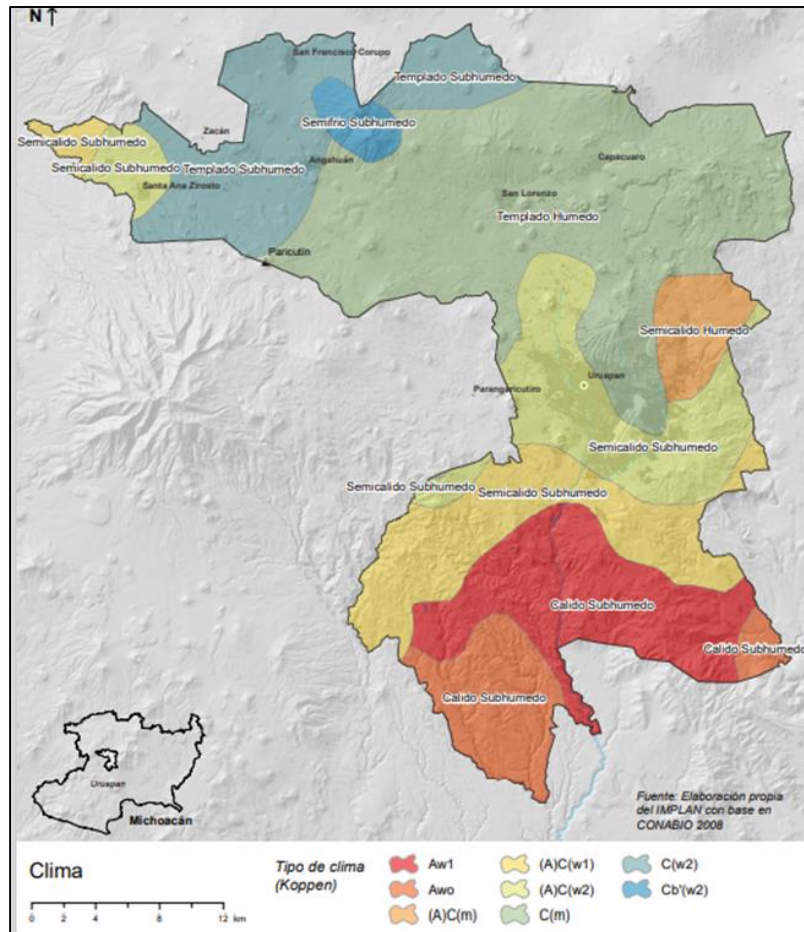 N ↑
San Francisco Corupo
Templado Subhumedo
Semifrio Subhumedo
Zacán
Semicalido Subhumedo
Capacuaro
Angahuán
Semicalido Subhumedo
Templado Subhumedo
Santa Ana Zirosto
San Loronzo
Templado Humedo
Paricutín
Semicalido Humedo
Uruapan
Parangaricutiro
Semicalido Subhumedo
Semicalido Subhumedo
Semicalido Subhumedo
Calido Subhumedo
Calido Subhumedo
Calido Subhumedo
Uruapan
Michoacán
Fuente: Elaboración propia
del IMPLAN con base en
CONABIO 2008
Clima
0 2 4 8 12 km
Tipo de clima
(Koppen)
Aw1
Awo
(A)C(m)
(A)C(w1)
(A)C(w2)
C(m)
C(w2)
Cb'(w2)